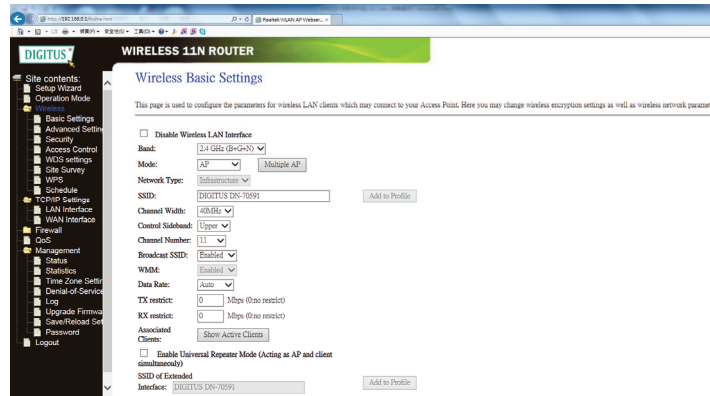 http://192.168.0.1/home.htm
Realtek WLAN AP Webser...
DIGITUS
WIRELESS 11N ROUTER
Site contents:
Setup Wizard
Operation Mode
Wireless
Basic Settings
Advanced Settin
Security
Access Control
WDS settings
Site Survey
WPS
Schedule
TCP/IP Settings
LAN Interface
WAN Interface
Firewall
QoS
Management
Status
Statistics
Time Zone Settin
Denial-of-Service
Log
Upgrade Firmwa
Save/Reload Set
Password
Logout
Wireless Basic Settings
This page is used to configure the parameters for wireless LAN clients which may connect to your Access Point. Here you may change wireless encryption settings as well as wireless network paramet
Disable Wireless LAN Interface
Band: 2.4 GHz (B+G+N)
Mode: AP Multiple AP
Network Type: Infrastructure
SSID: DIGITUS DN-70591 Add to Profile
Channel Width: 40MHz
Control Sideband: Upper
Channel Number: 11
Broadcast SSID: Enabled
WMM: Enabled
Data Rate: Auto
TX restrict: 0 Mbps (0:no restrict)
RX restrict: 0 Mbps (0:no restrict)
Associated
Clients: Show Active Clients
Enable Universal Repeater Mode (Acting as AP and client
simultaneouly)
SSID of Extended
Interface: DIGITUS DN-70591 Add to Profile